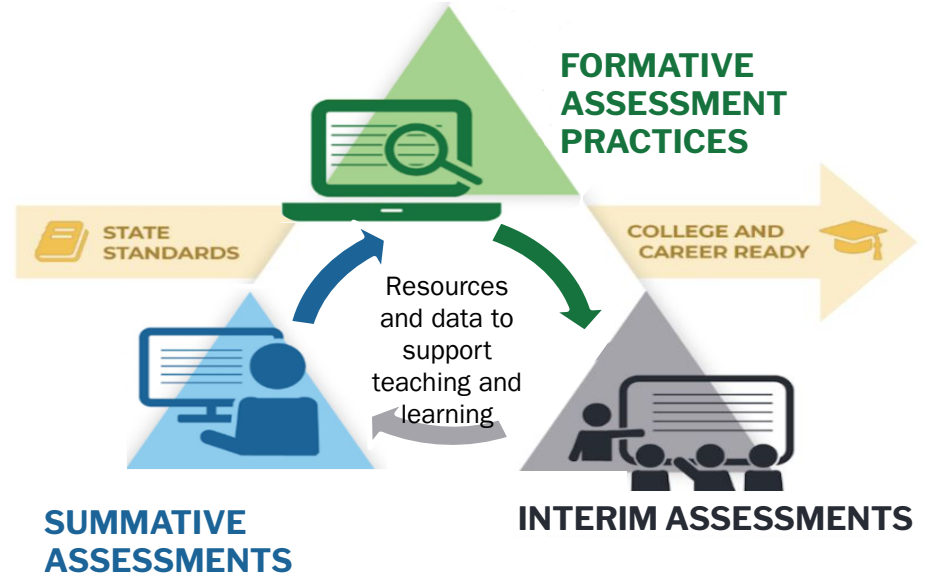 FORMATIVE
ASSESSMENT
PRACTICES
STATE
STANDARDS
COLLEGE AND
CAREER READY
Resources
and data to
support
teaching and
learning
SUMMATIVE
ASSESSMENTS
INTERIM ASSESSMENTS